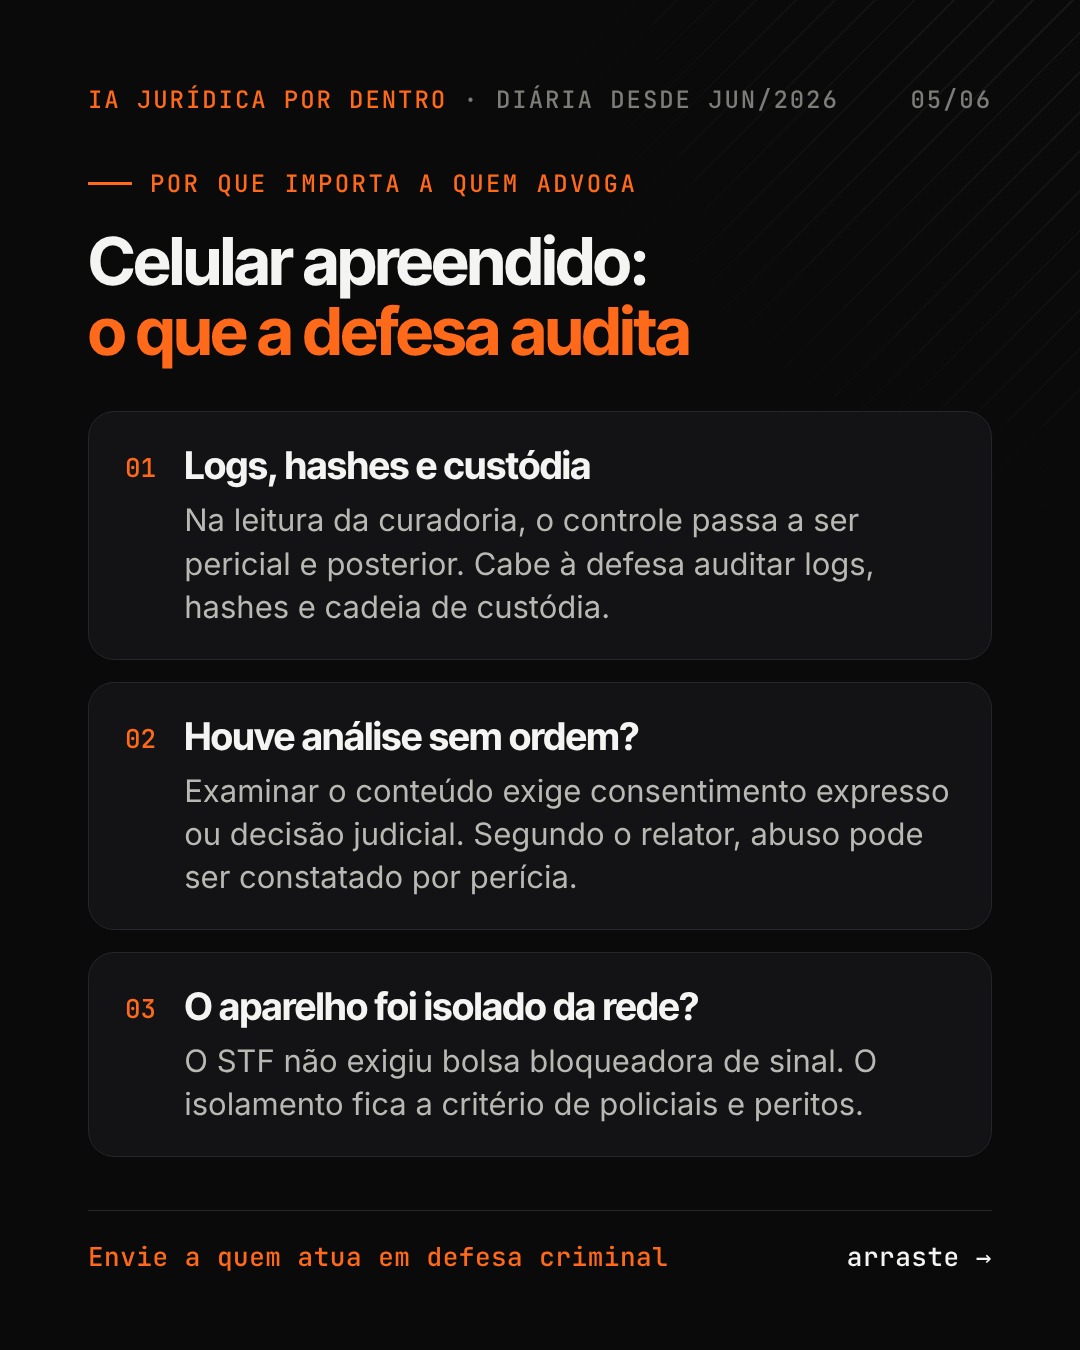 IA JURÍDICA POR DENTRO · DIÁRIA DESDE JUN/2026 05/06
POR QUE IMPORTA A QUEM ADVOGA
Celular apreendido:
o que a defesa audita
01 Logs, hashes e custódia
Na leitura da curadoria, o controle passa a ser
pericial e posterior. Cabe à defesa auditar logs,
hashes e cadeia de custódia.
02 Houve análise sem ordem?
Examinar o conteúdo exige consentimento expresso
ou decisão judicial. Segundo o relator, abuso pode
ser constatado por perícia.
03 O aparelho foi isolado da rede?
O STF não exigiu bolsa bloqueadora de sinal. O
isolamento fica a critério de policiais e peritos.
Envie a quem atua em defesa criminal arraste →